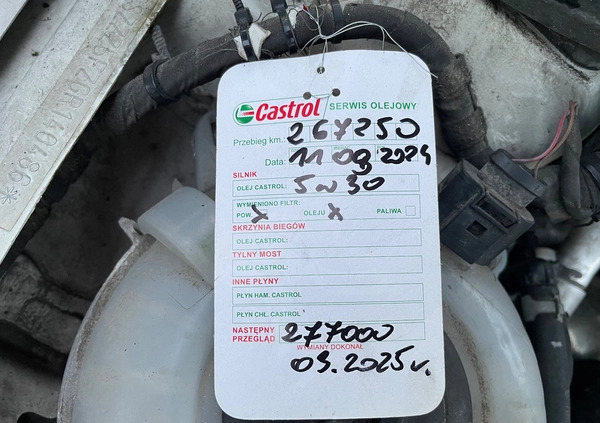 Castrol SERWIS OLEJOWY
Przebieg km.: 267250
Data: 11 09 2024
SILNIK
OLEJ CASTROL: 5w30
WYMIENIONO FILTR:
POW. X OLEJU X PALIWA
SKRZYNIA BIEGÓW
OLEJ CASTROL:
TYLNY MOST
OLEJ CASTROL:
INNE PŁYNY
PŁYN HAM. CASTROL
PŁYN CHŁ. CASTROL
NASTĘPNY PRZEGLĄD 277000
WYMIANY DOKONAŁ
09.2025r.